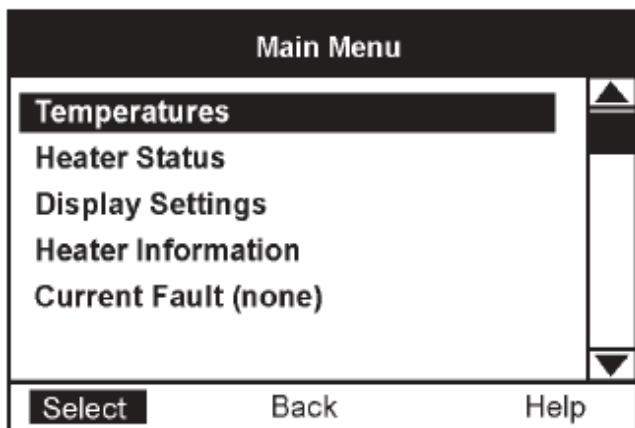 Main Menu
Temperatures
Heater Status
Display Settings
Heater Information
Current Fault (none)
Select Back Help